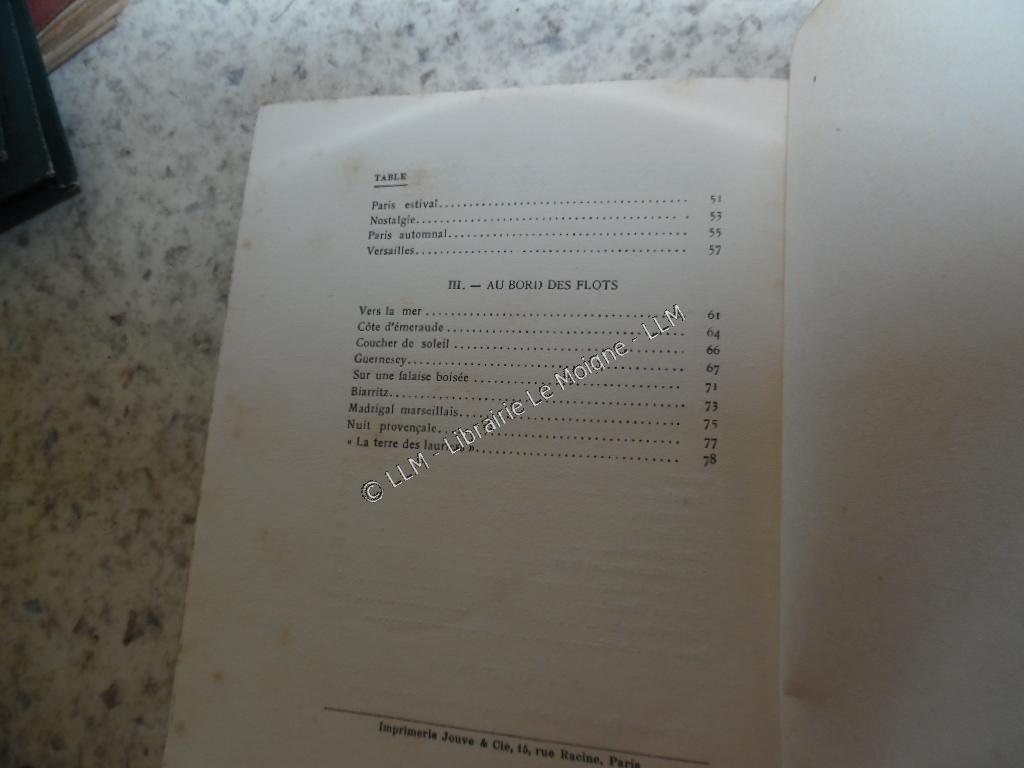 TABLE
Paris estival 51
Nostalgie 53
Paris automnal 55
Versailles 57
III. — AU BORD DES FLOTS
Vers la mer 61
Côte d'émeraude 64
Coucher de soleil 66
Guernesey 67
Sur une falaise boisée 71
Biarritz 73
Madrigal marseillais 75
Nuit provençale 77
« La terre des » 78
© LLM - Librairie Le Moigne - LLM
Imprimerie Jouve & Cie, 15, rue Racine, Paris